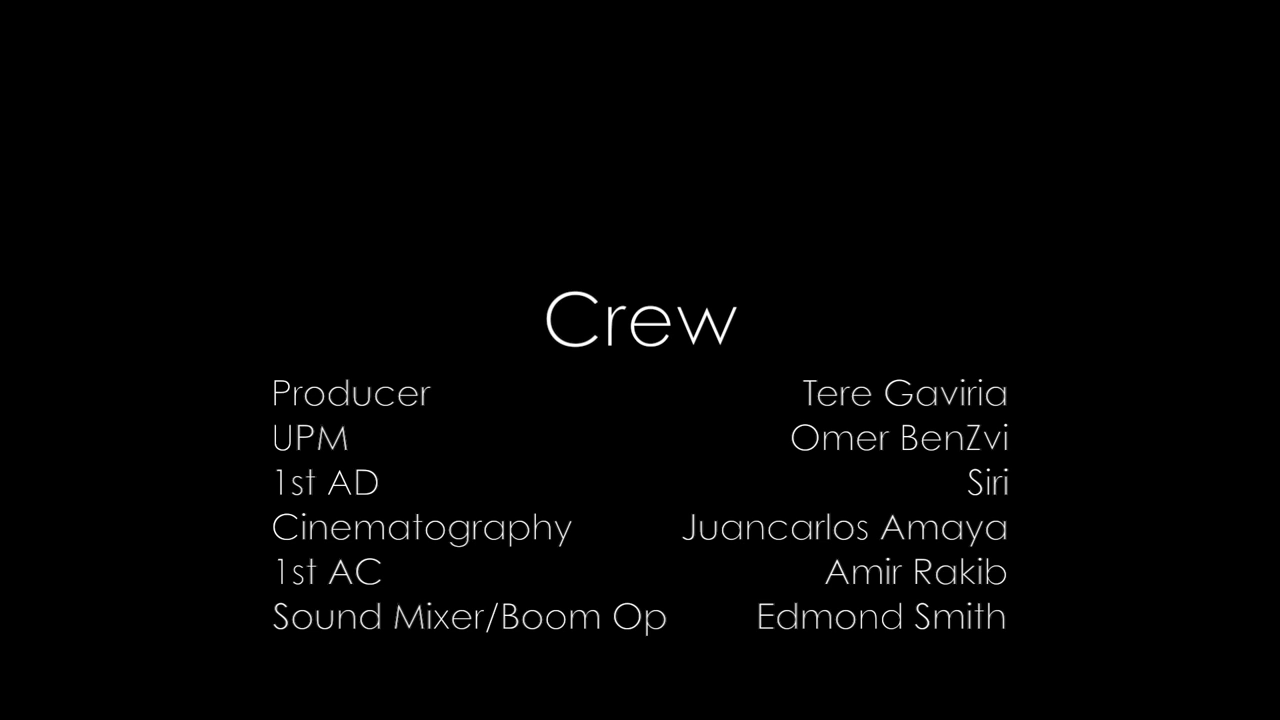 Crew
Producer Tere Gaviria
UPM Omer BenZvi
1st AD Siri
Cinematography Juancarlos Amaya
1st AC Amir Rakib
Sound Mixer/Boom Op Edmond Smith